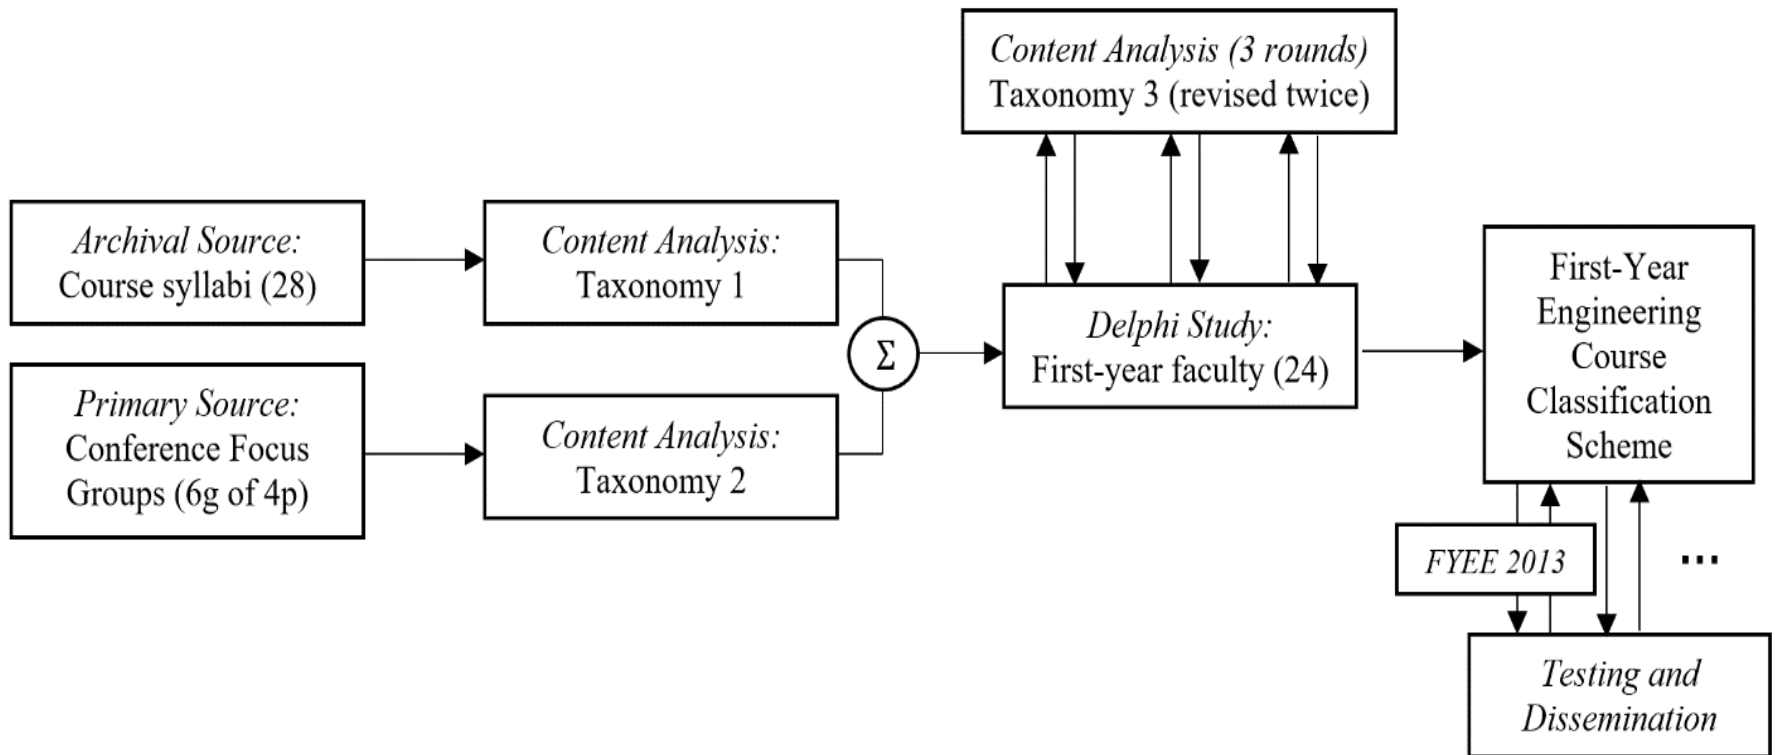 Content Analysis (3 rounds)
Taxonomy 3 (revised twice)
Archival Source:
Course syllabi (28)
Content Analysis:
Taxonomy 1
Primary Source:
Conference Focus
Groups (6g of 4p)
Content Analysis:
Taxonomy 2
Σ
Delphi Study:
First-year faculty (24)
First-Year
Engineering
Course
Classification
Scheme
FYEE 2013
...
Testing and
Dissemination